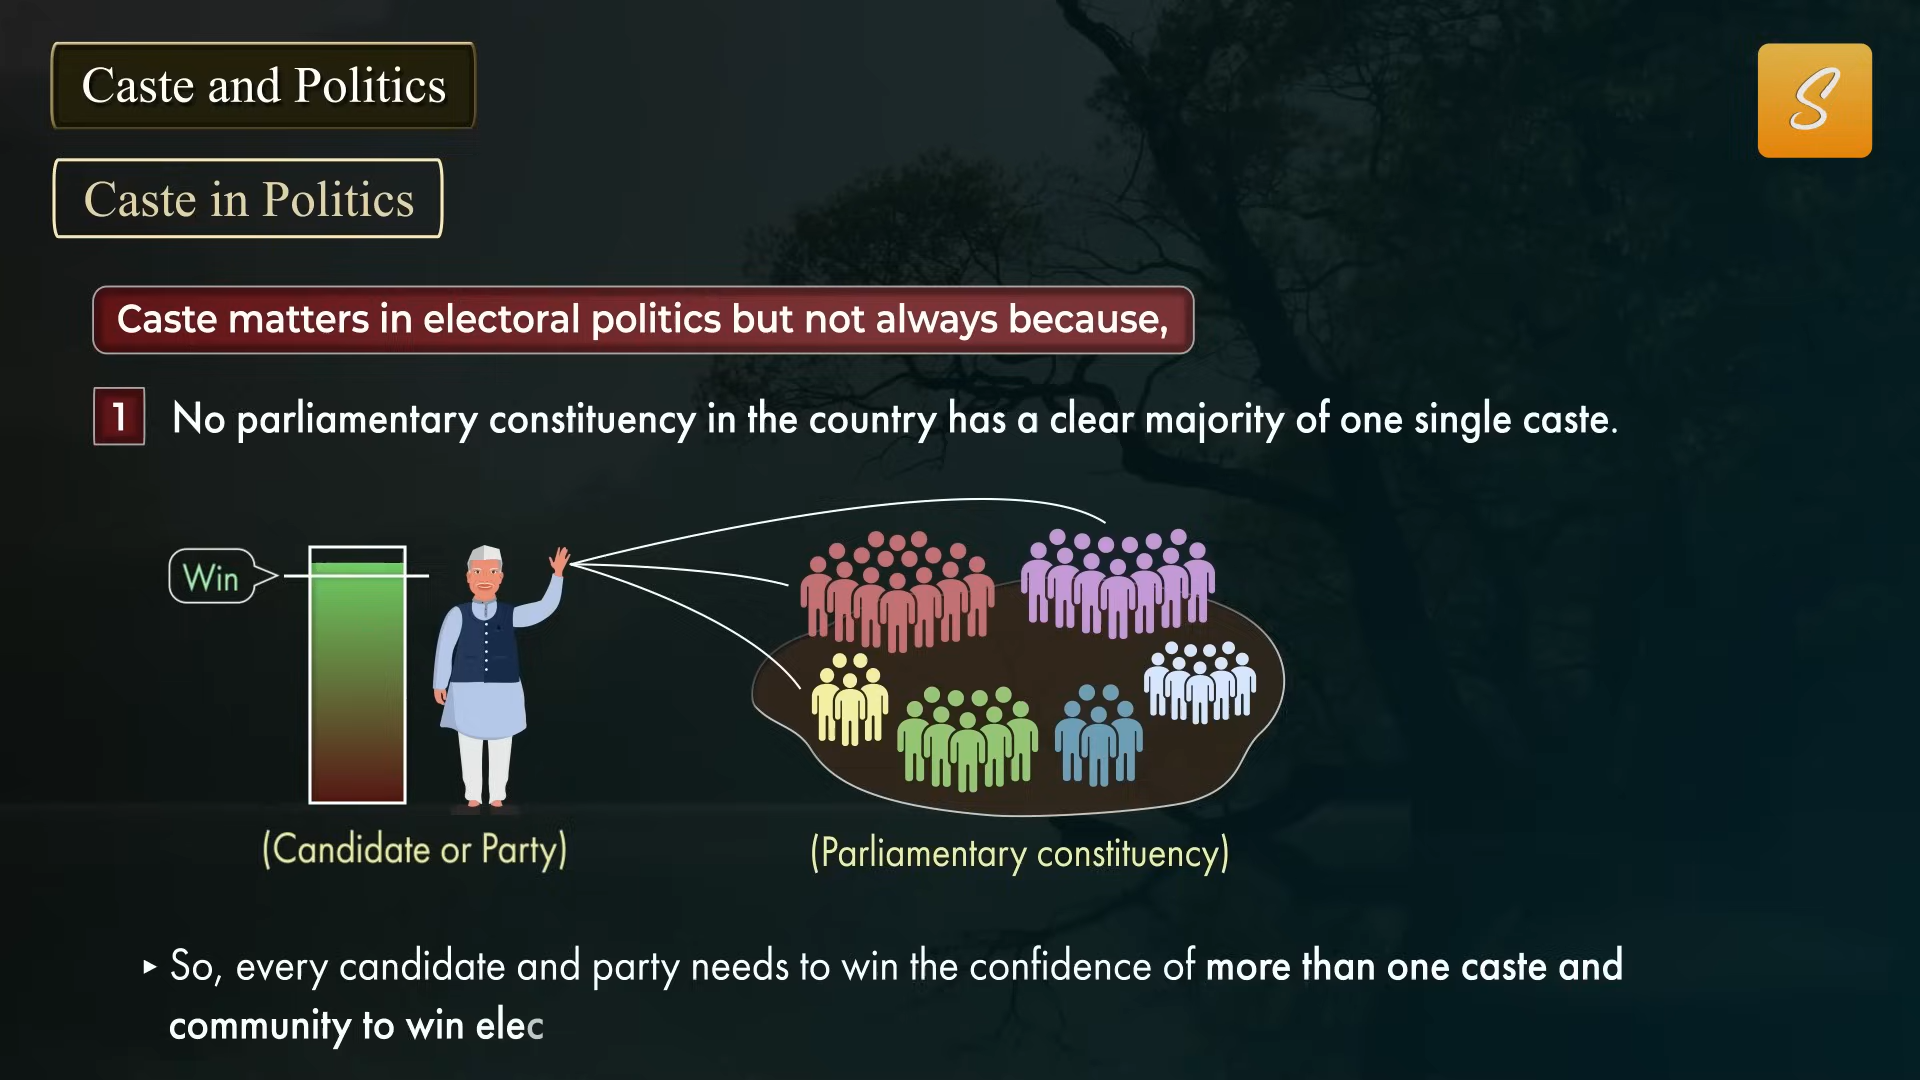 Caste and Politics
S
Caste in Politics
Caste matters in electoral politics but not always because,
1 No parliamentary constituency in the country has a clear majority of one single caste.
Win
(Candidate or Party)
(Parliamentary constituency)
▸ So, every candidate and party needs to win the confidence of more than one caste and
community to win elec